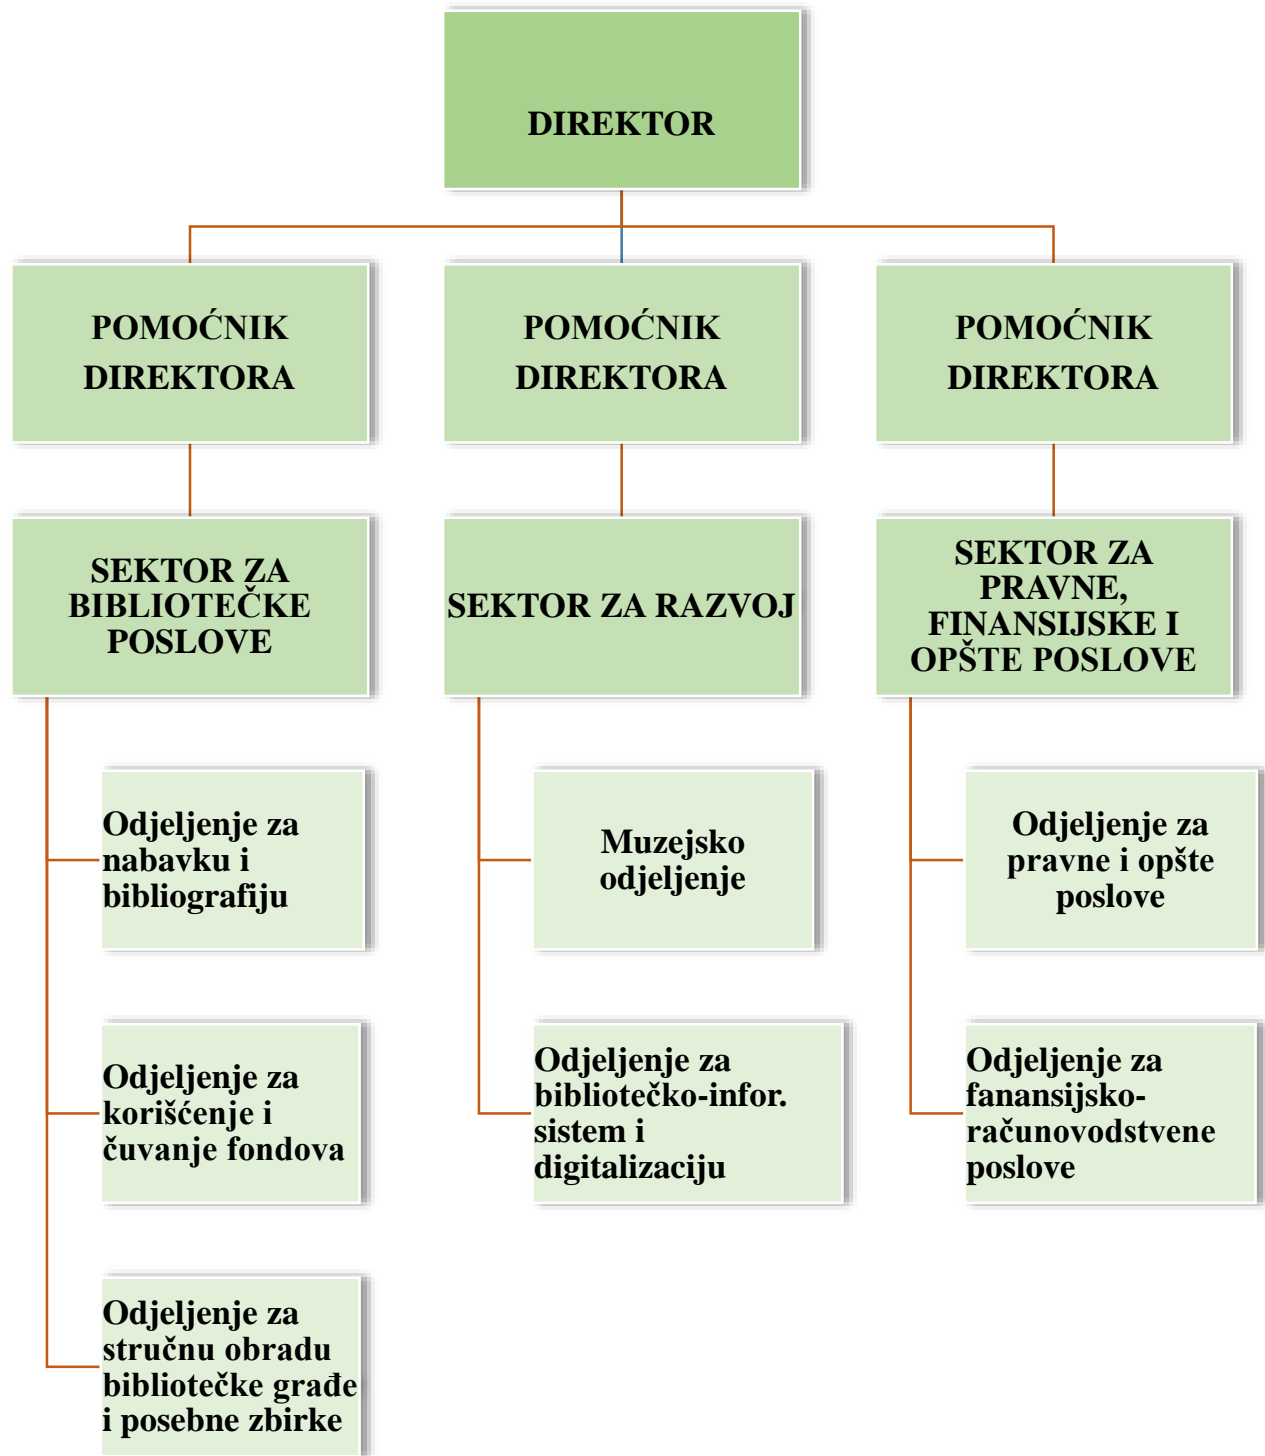 DIREKTOR
POMOĆNIK
DIREKTORA
POMOĆNIK
DIREKTORA
POMOĆNIK
DIREKTORA
SEKTOR ZA
BIBLIOTEČKE
POSLOVE
SEKTOR ZA RAZVOJ
SEKTOR ZA
PRAVNE,
FINANSIJSKE I
OPŠTE POSLOVE
Odjeljenje za
nabavku i
bibliografiju
Muzejsko
odjeljenje
Odjeljenje za
pravne i opšte
poslove
Odjeljenje za
korišćenje i
čuvanje fondova
Odjeljenje za
bibliotečko-infor.
sistem i
digitalizaciju
Odjeljenje za
fanansijsko-
računovodstvene
poslove
Odjeljenje za
stručnu obradu
bibliotečke građe
i posebne zbirke